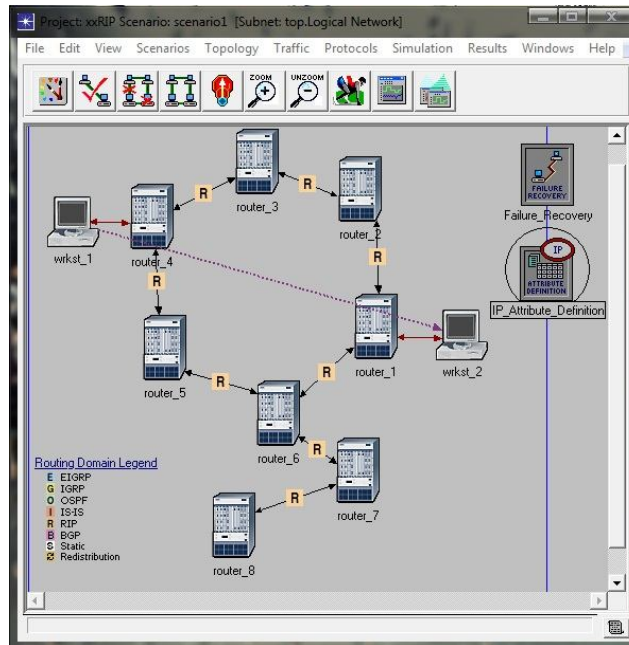 Project: xxRIP Scenario: scenario1 [Subnet: top.Logical Network]
File Edit View Scenarios Topology Traffic Protocols Simulation Results Windows Help
ZOOM
UNZOOM
router_3
R
R
router_2
FAILURE
RECOVERY
Failure_Recovery
wrkst_1
router_4
R
R
IP
ATTRIBUTE
DEFINITION
IP_Attribute_Definition
router_5
router_1
wrkst_2
R
R
router_6
R
router_7
R
router_8
Routing Domain Legend
E EIGRP
G IGRP
O OSPF
I IS-IS
R RIP
B BGP
S Static
Redistribution